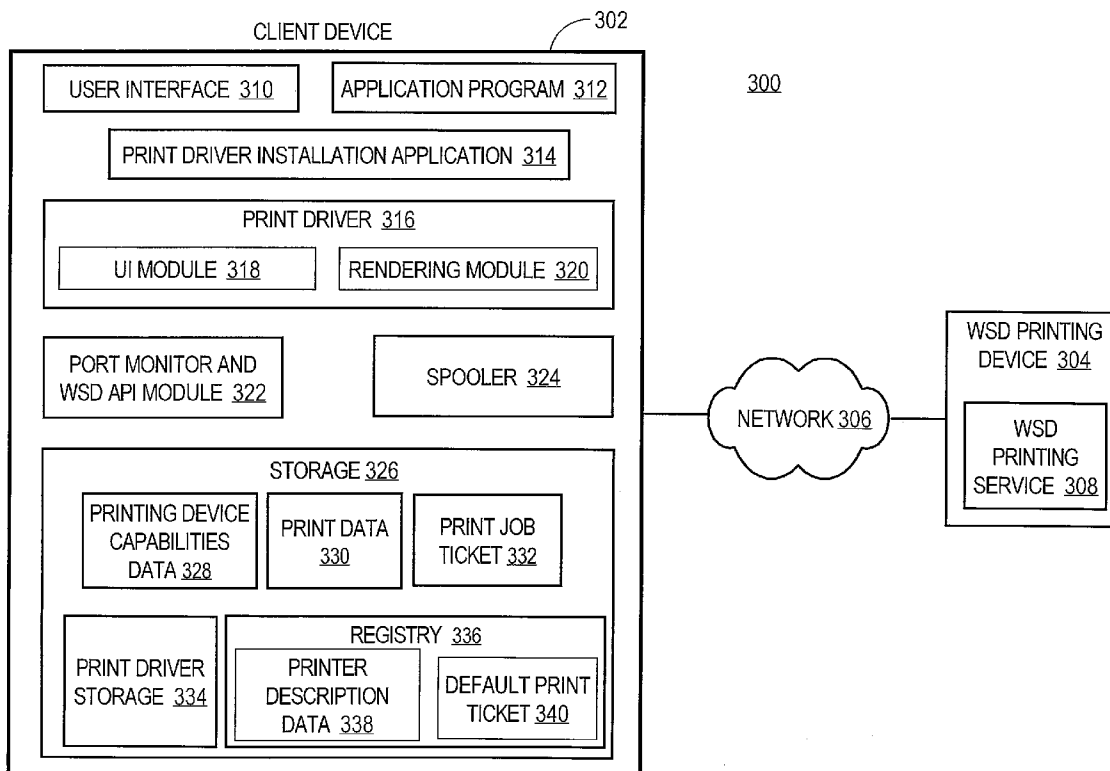 CLIENT DEVICE
302
USER INTERFACE 310
APPLICATION PROGRAM 312
300
PRINT DRIVER INSTALLATION APPLICATION 314
PRINT DRIVER 316
UI MODULE 318
RENDERING MODULE 320
PORT MONITOR AND
WSD API MODULE 322
SPOOLER 324
NETWORK 306
WSD PRINTING
DEVICE 304
WSD
PRINTING
SERVICE 308
STORAGE 326
PRINTING DEVICE
CAPABILITIES
DATA 328
PRINT DATA
330
PRINT JOB
TICKET 332
PRINT DRIVER
STORAGE 334
REGISTRY 336
PRINTER
DESCRIPTION
DATA 338
DEFAULT PRINT
TICKET 340